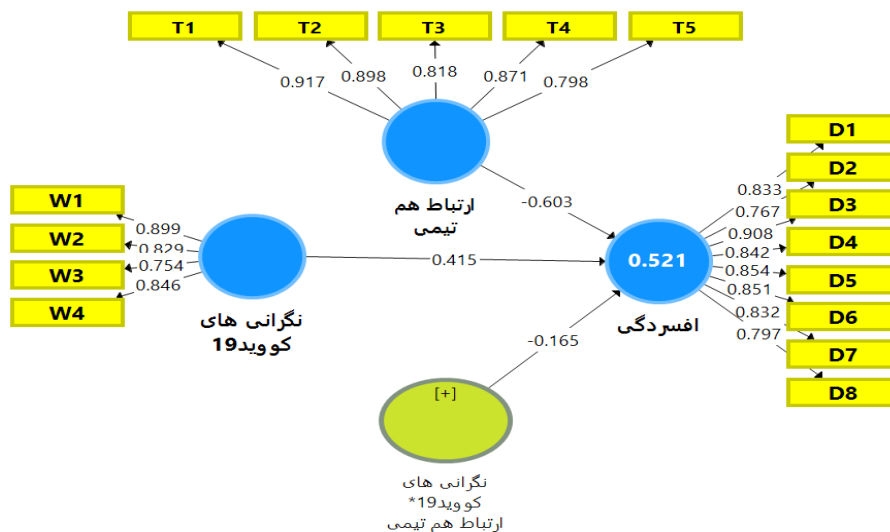 T1 T2 T3 T4 T5
0.917 0.898 0.818 0.871 0.798
ارتباط هم
تیمی
W1
W2
W3
W4
0.899
0.829
0.754
0.846
نگرانی های
کووید19
-0.603
0.415
-0.165
0.521
افسردگی
0.833
0.767
0.908
0.842
0.854
0.851
0.832
0.797
D1
D2
D3
D4
D5
D6
D7
D8
[+]
نگرانی های
کووید19*
ارتباط هم تیمی